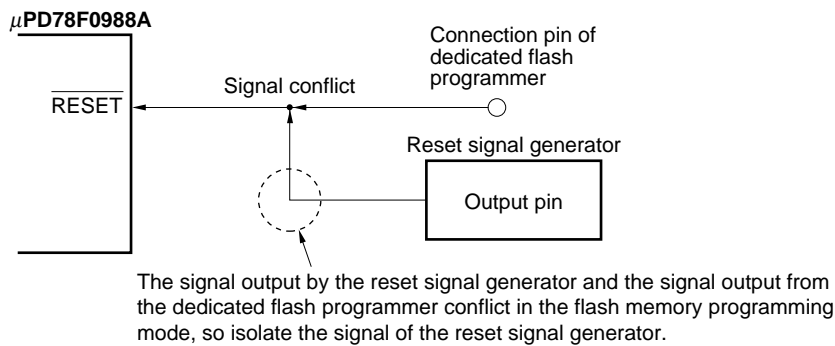 µPD78F0988A
Connection pin of
dedicated flash
programmer
Signal conflict
RESET
Reset signal generator
Output pin
The signal output by the reset signal generator and the signal output from
the dedicated flash programmer conflict in the flash memory programming
mode, so isolate the signal of the reset signal generator.